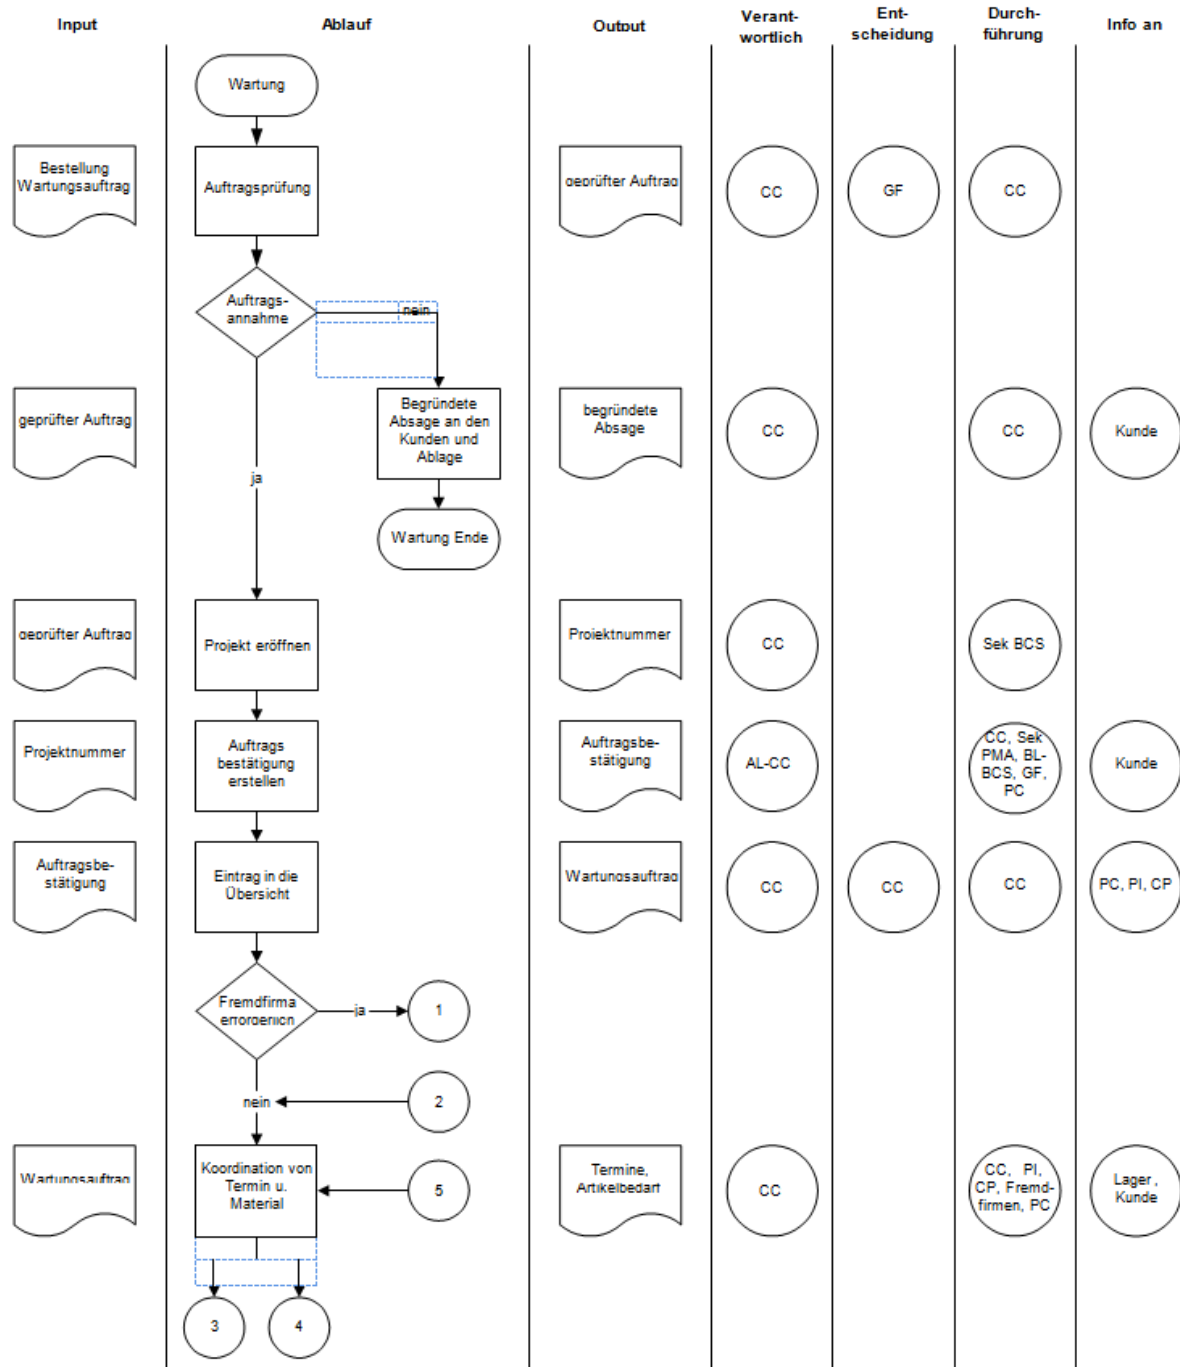 Input
Ablauf
Output
Verant-
wortlich
Ent-
scheidung
Durch-
führung
Info an
Wartung
Bestellung
Wartungsauftrag
Auftragsprüfung
geprüfter Auftrag
CC
GF
CC
Auftrags-
annahme
nein
geprüfter Auftrag
Begründete
Absage an den
Kunden und
Ablage
begründete
Absage
CC
CC
Kunde
ja
Wartung Ende
geprüfter Auftrag
Projekt eröffnen
Projektnummer
CC
Sek BCS
Projektnummer
Auftrags
bestätigung
erstellen
Auftragsbe-
stätigung
AL-CC
CC, Sek
PMA, BL-
BCS, GF,
PC
Kunde
Auftragsbe-
stätigung
Eintrag in die
Übersicht
Wartungsauftrag
CC
CC
CC
PC, PI, CP
Fremdfirma
erforderlich
ja
1
nein
2
Wartungsauftrag
Koordination von
Termin u.
Material
5
Termine,
Artikelbedarf
CC
CC, PI,
CP, Fremd-
firmen, PC
Lager,
Kunde
3
4